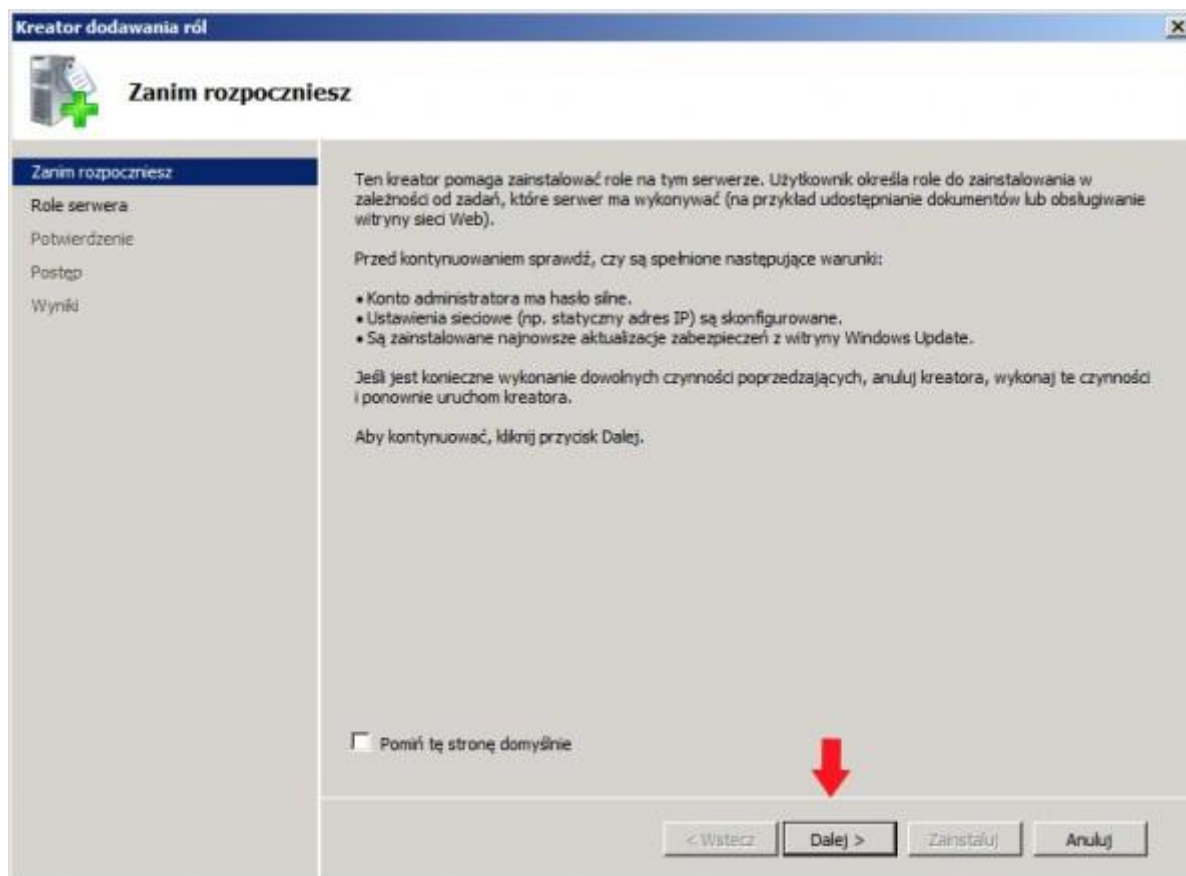 Kreator dodawania ról
Zanim rozpoczniesz
Zanim rozpoczniesz
Role serwera
Potwierdzenie
Postęp
Wyniki
Ten kreator pomaga zainstalować role na tym serwerze. Użytkownik określa role do zainstalowania w
zależności od zadań, które serwer ma wykonywać (na przykład udostępnianie dokumentów lub obsługiwanie
witryny sieci Web).
Przed kontynuowaniem sprawdź, czy są spełnione następujące warunki:
• Konto administratora ma hasło silne.
• Ustawienia sieciowe (np. statyczny adres IP) są skonfigurowane.
• Są zainstalowane najnowsze aktualizacje zabezpieczeń z witryny Windows Update.
Jeśli jest konieczne wykonanie dowolnych czynności poprzedzających, anuluj kreatora, wykonaj te czynności
i ponownie uruchom kreatora.
Aby kontynuować, kliknij przycisk Dalej.
Pomiń tę stronę domyślnie
< Wstecz
Dalej >
Zainstaluj
Anuluj